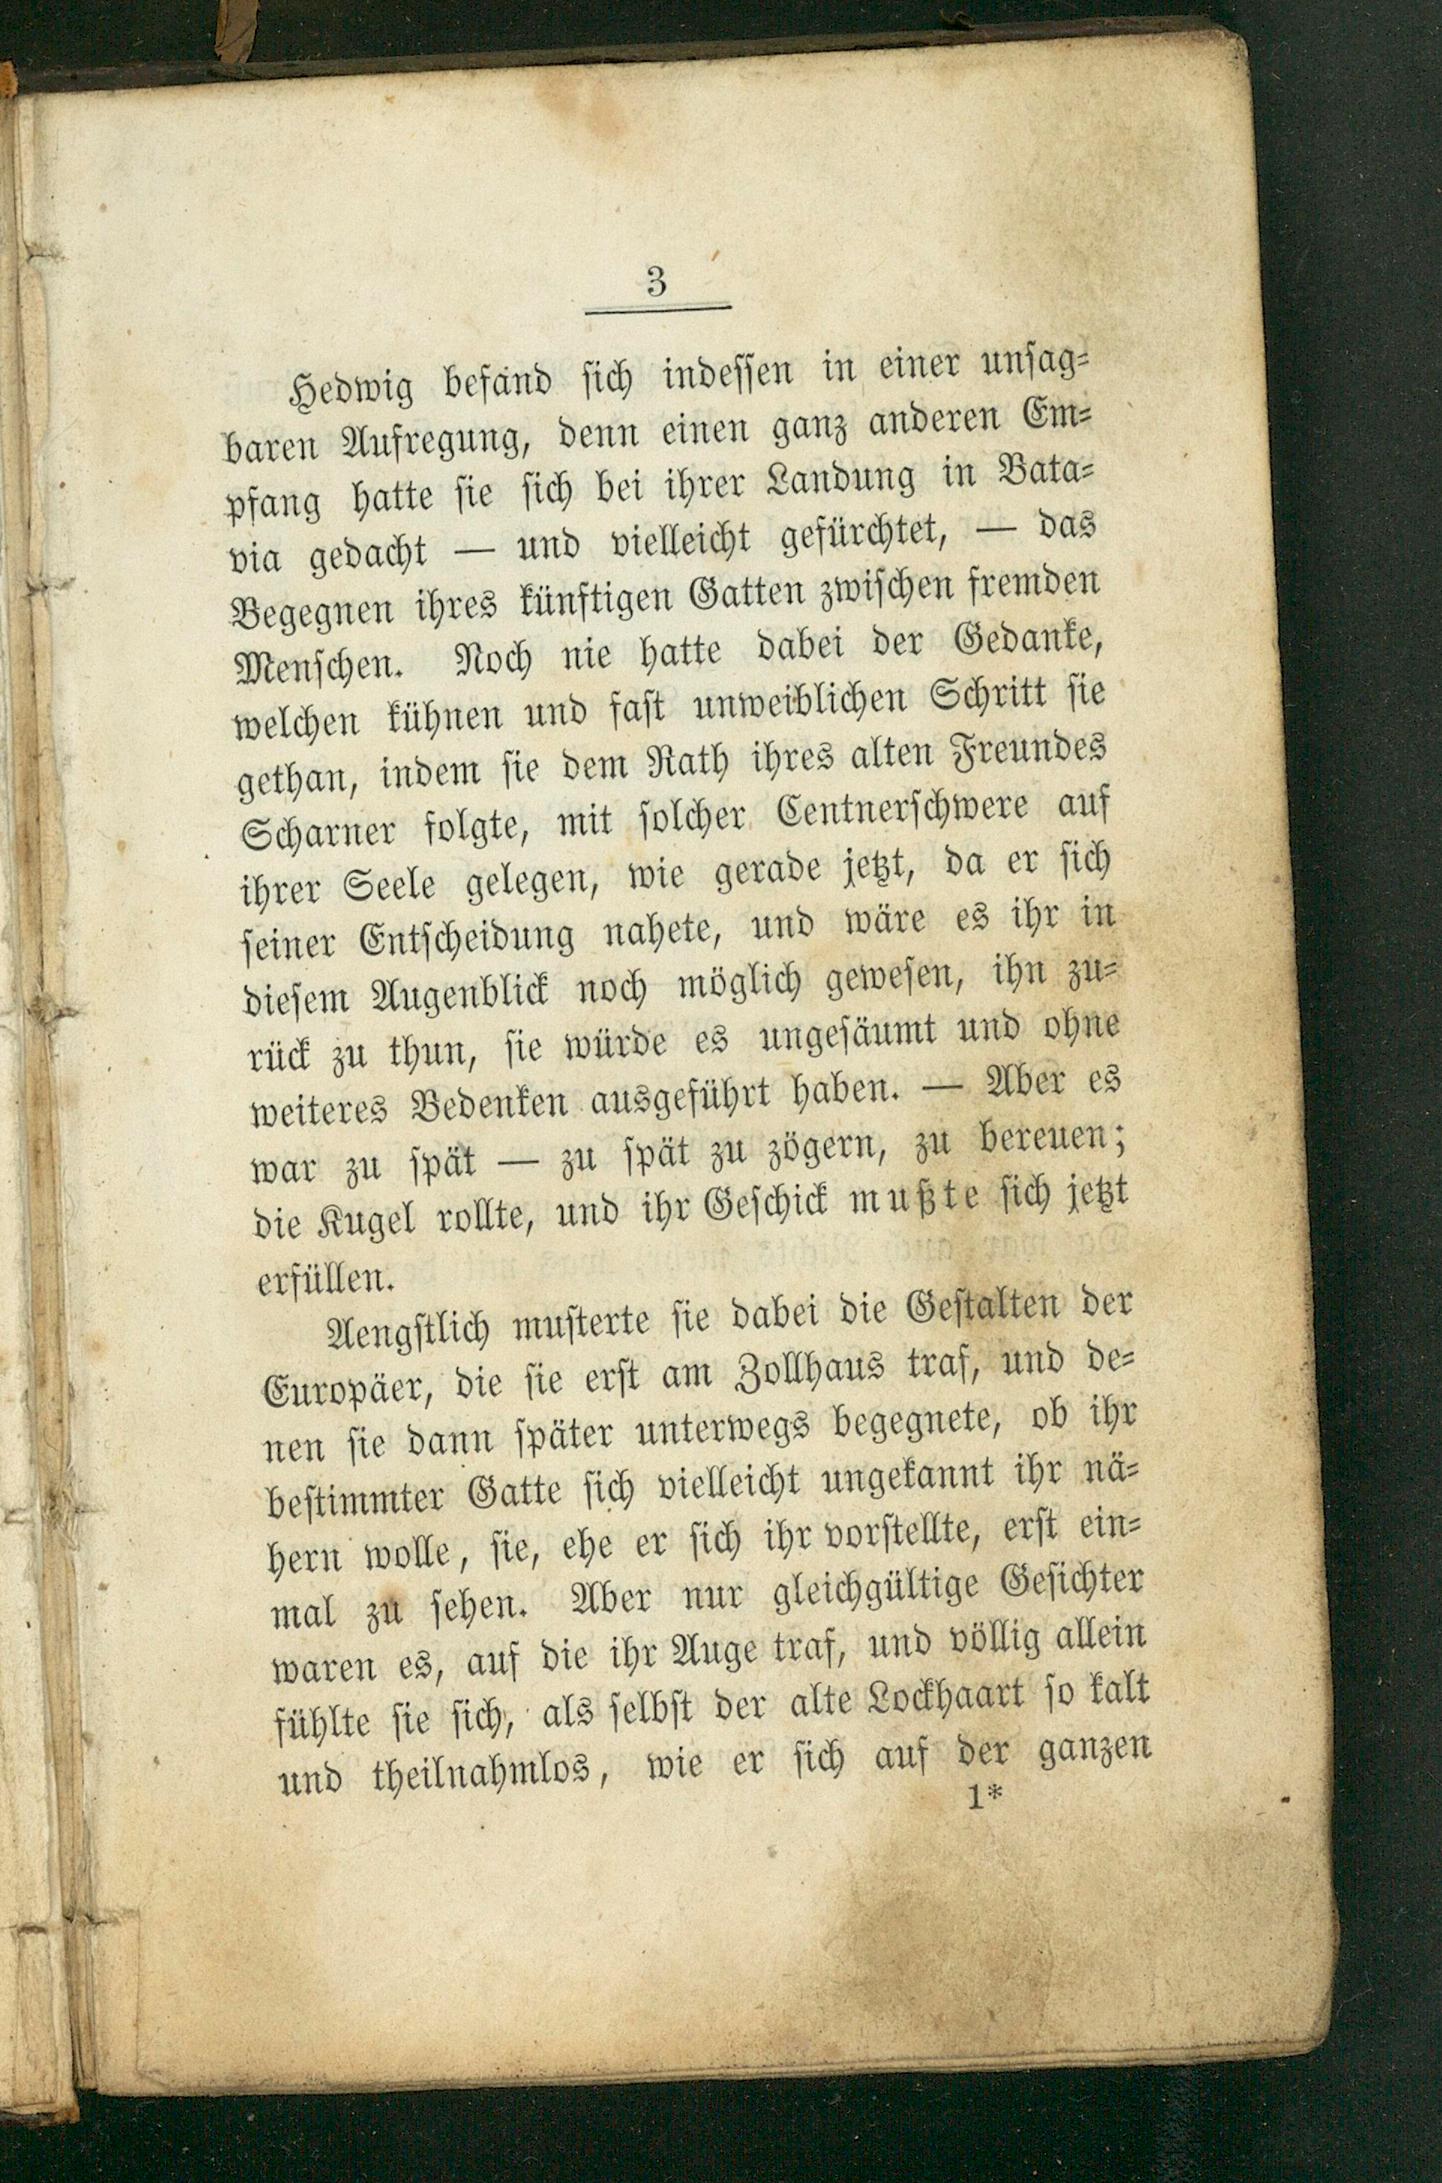 3
Hedwig befand sich indessen in einer unsag-
baren Aufregung, denn einen ganz anderen Em-
pfang hatte sie sich bei ihrer Landung in Bata-
via gedacht — und vielleicht gefürchtet, — das
Begegnen ihres künftigen Gatten zwischen fremden
Menschen. Noch nie hatte dabei der Gedanke,
welchen kühnen und fast unweiblichen Schritt sie
gethan, indem sie dem Rath ihres alten Freundes
Scharner folgte, mit solcher Centnerschwere auf
ihrer Seele gelegen, wie gerade jetzt, da er sich
seiner Entscheidung nahete, und wäre es ihr in
diesem Augenblick noch möglich gewesen, ihn zu-
rück zu thun, sie würde es ungesäumt und ohne
weiteres Bedenken ausgeführt haben. — Aber es
war zu spät — zu spät zu zögern, zu bereuen;
die Kugel rollte, und ihr Geschick mußte sich jetzt
erfüllen.
Aengstlich musterte sie dabei die Gestalten der
Europäer, die sie erst am Zollhaus traf, und de-
nen sie dann später unterwegs begegnete, ob ihr
bestimmter Gatte sich vielleicht ungekannt ihr nä-
hern wolle, sie, ehe er sich ihr vorstellte, erst ein-
mal zu sehen. Aber nur gleichgültige Gesichter
waren es, auf die ihr Auge traf, und völlig allein
fühlte sie sich, als selbst der alte Lockhaart so kalt
und theilnahmlos, wie er sich auf der ganzen
1*